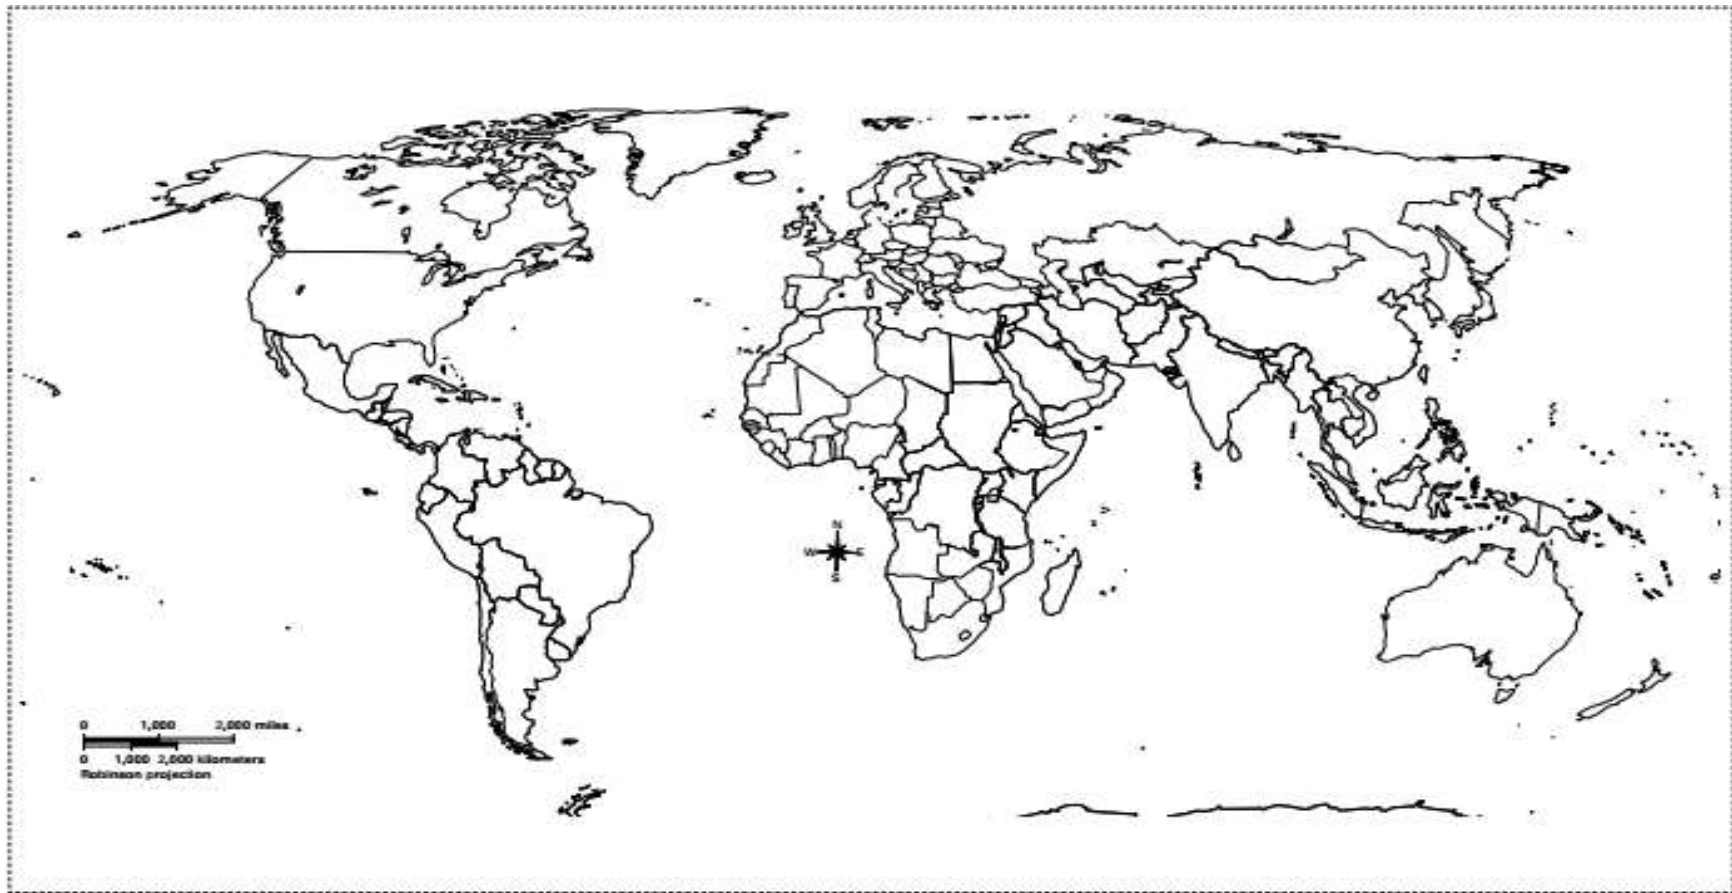 N
W E
S
0 1,000 2,000 miles
0 1,000 2,000 kilometers
Robinson projection